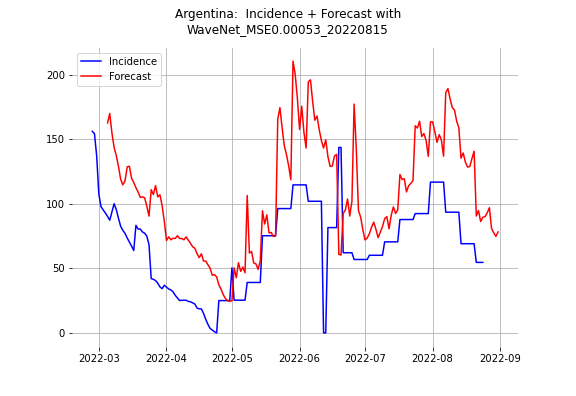 Argentina:  Incidence + Forecast with
WaveNet_MSE0.00053_20220815
Incidence
Forecast
200
150
100
50
0
2022-03 2022-04 2022-05 2022-06 2022-07 2022-08 2022-09